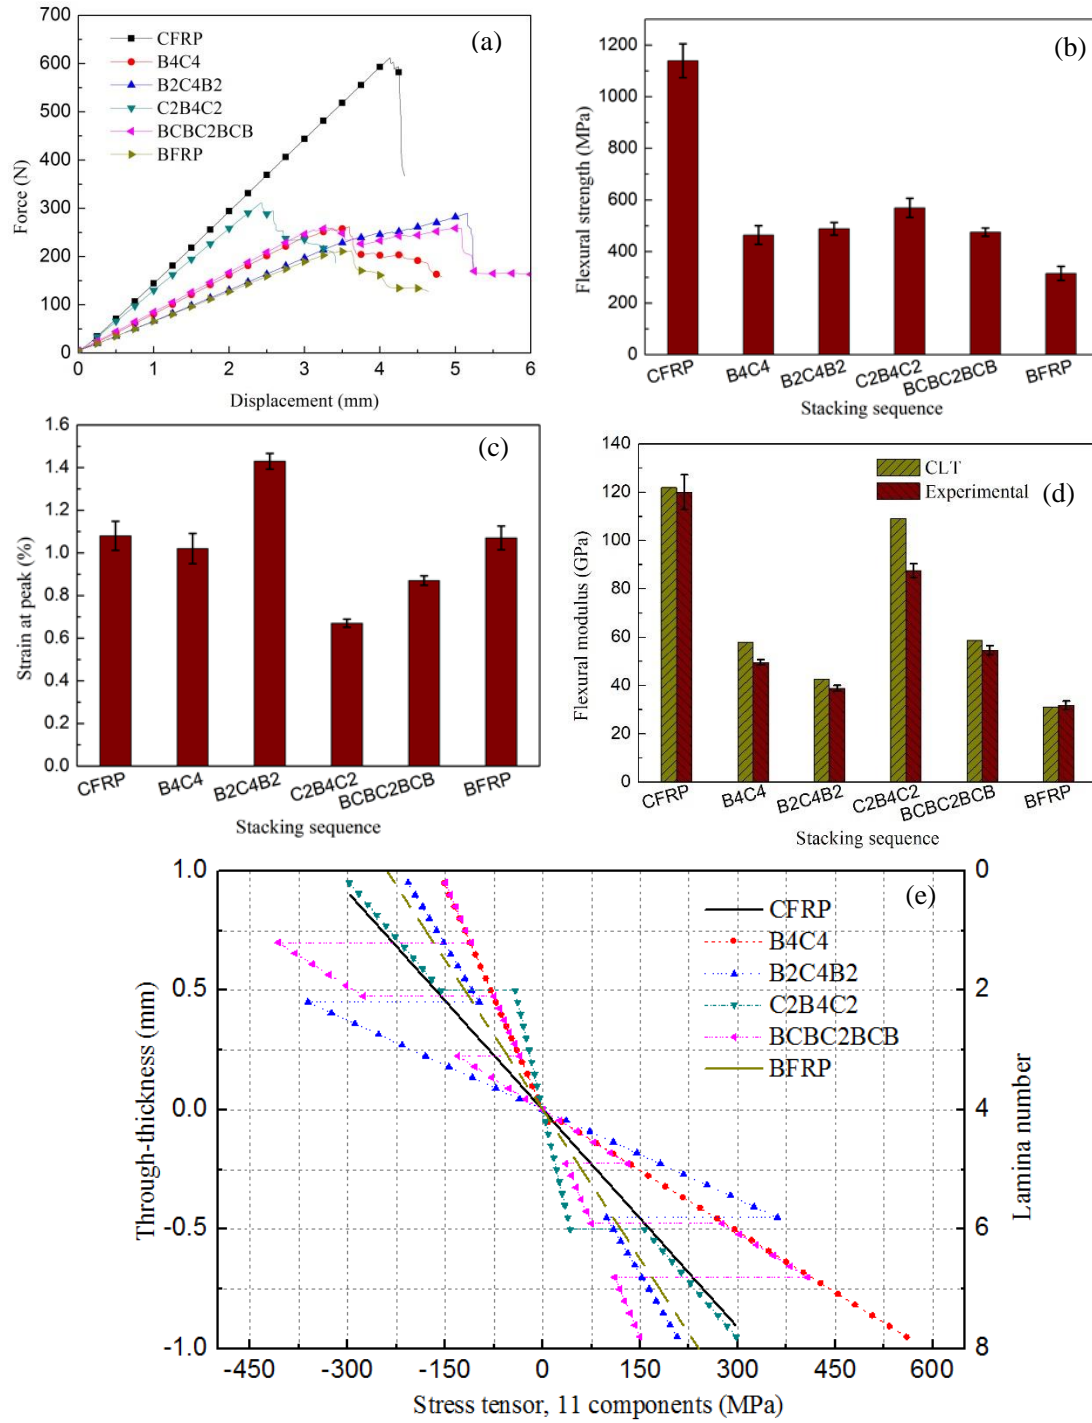 (a)
700
600
500
400
300
200
100
0
Force (N)
CFRP
B4C4
B2C4B2
C2B4C2
BCBC2BCB
BFRP
0 1 2 3 4 5 6
Displacement (mm)
(b)
1200
1000
800
600
400
200
0
Flexural strength (MPa)
CFRP B4C4 B2C4B2 C2B4C2 BCBC2BCB BFRP
Stacking sequence
(c)
1.6
1.4
1.2
1.0
0.8
0.6
0.4
0.2
0.0
Strain at peak (%)
CFRP B4C4 B2C4B2 C2B4C2 BCBC2BCB BFRP
Stacking sequence
(d)
140
120
100
80
60
40
20
0
Flexural modulus (GPa)
CLT
Experimental
CFRP B4C4 B2C4B2 C2B4C2 BCBC2BCB BFRP
Stacking sequence
(e)
1.0
0.5
0.0
-0.5
-1.0
Through-thickness (mm)
CFRP
B4C4
B2C4B2
C2B4C2
BCBC2BCB
BFRP
0
2
4
6
8
Lamina number
-450 -300 -150 0 150 300 450 600
Stress tensor, 11 components (MPa)